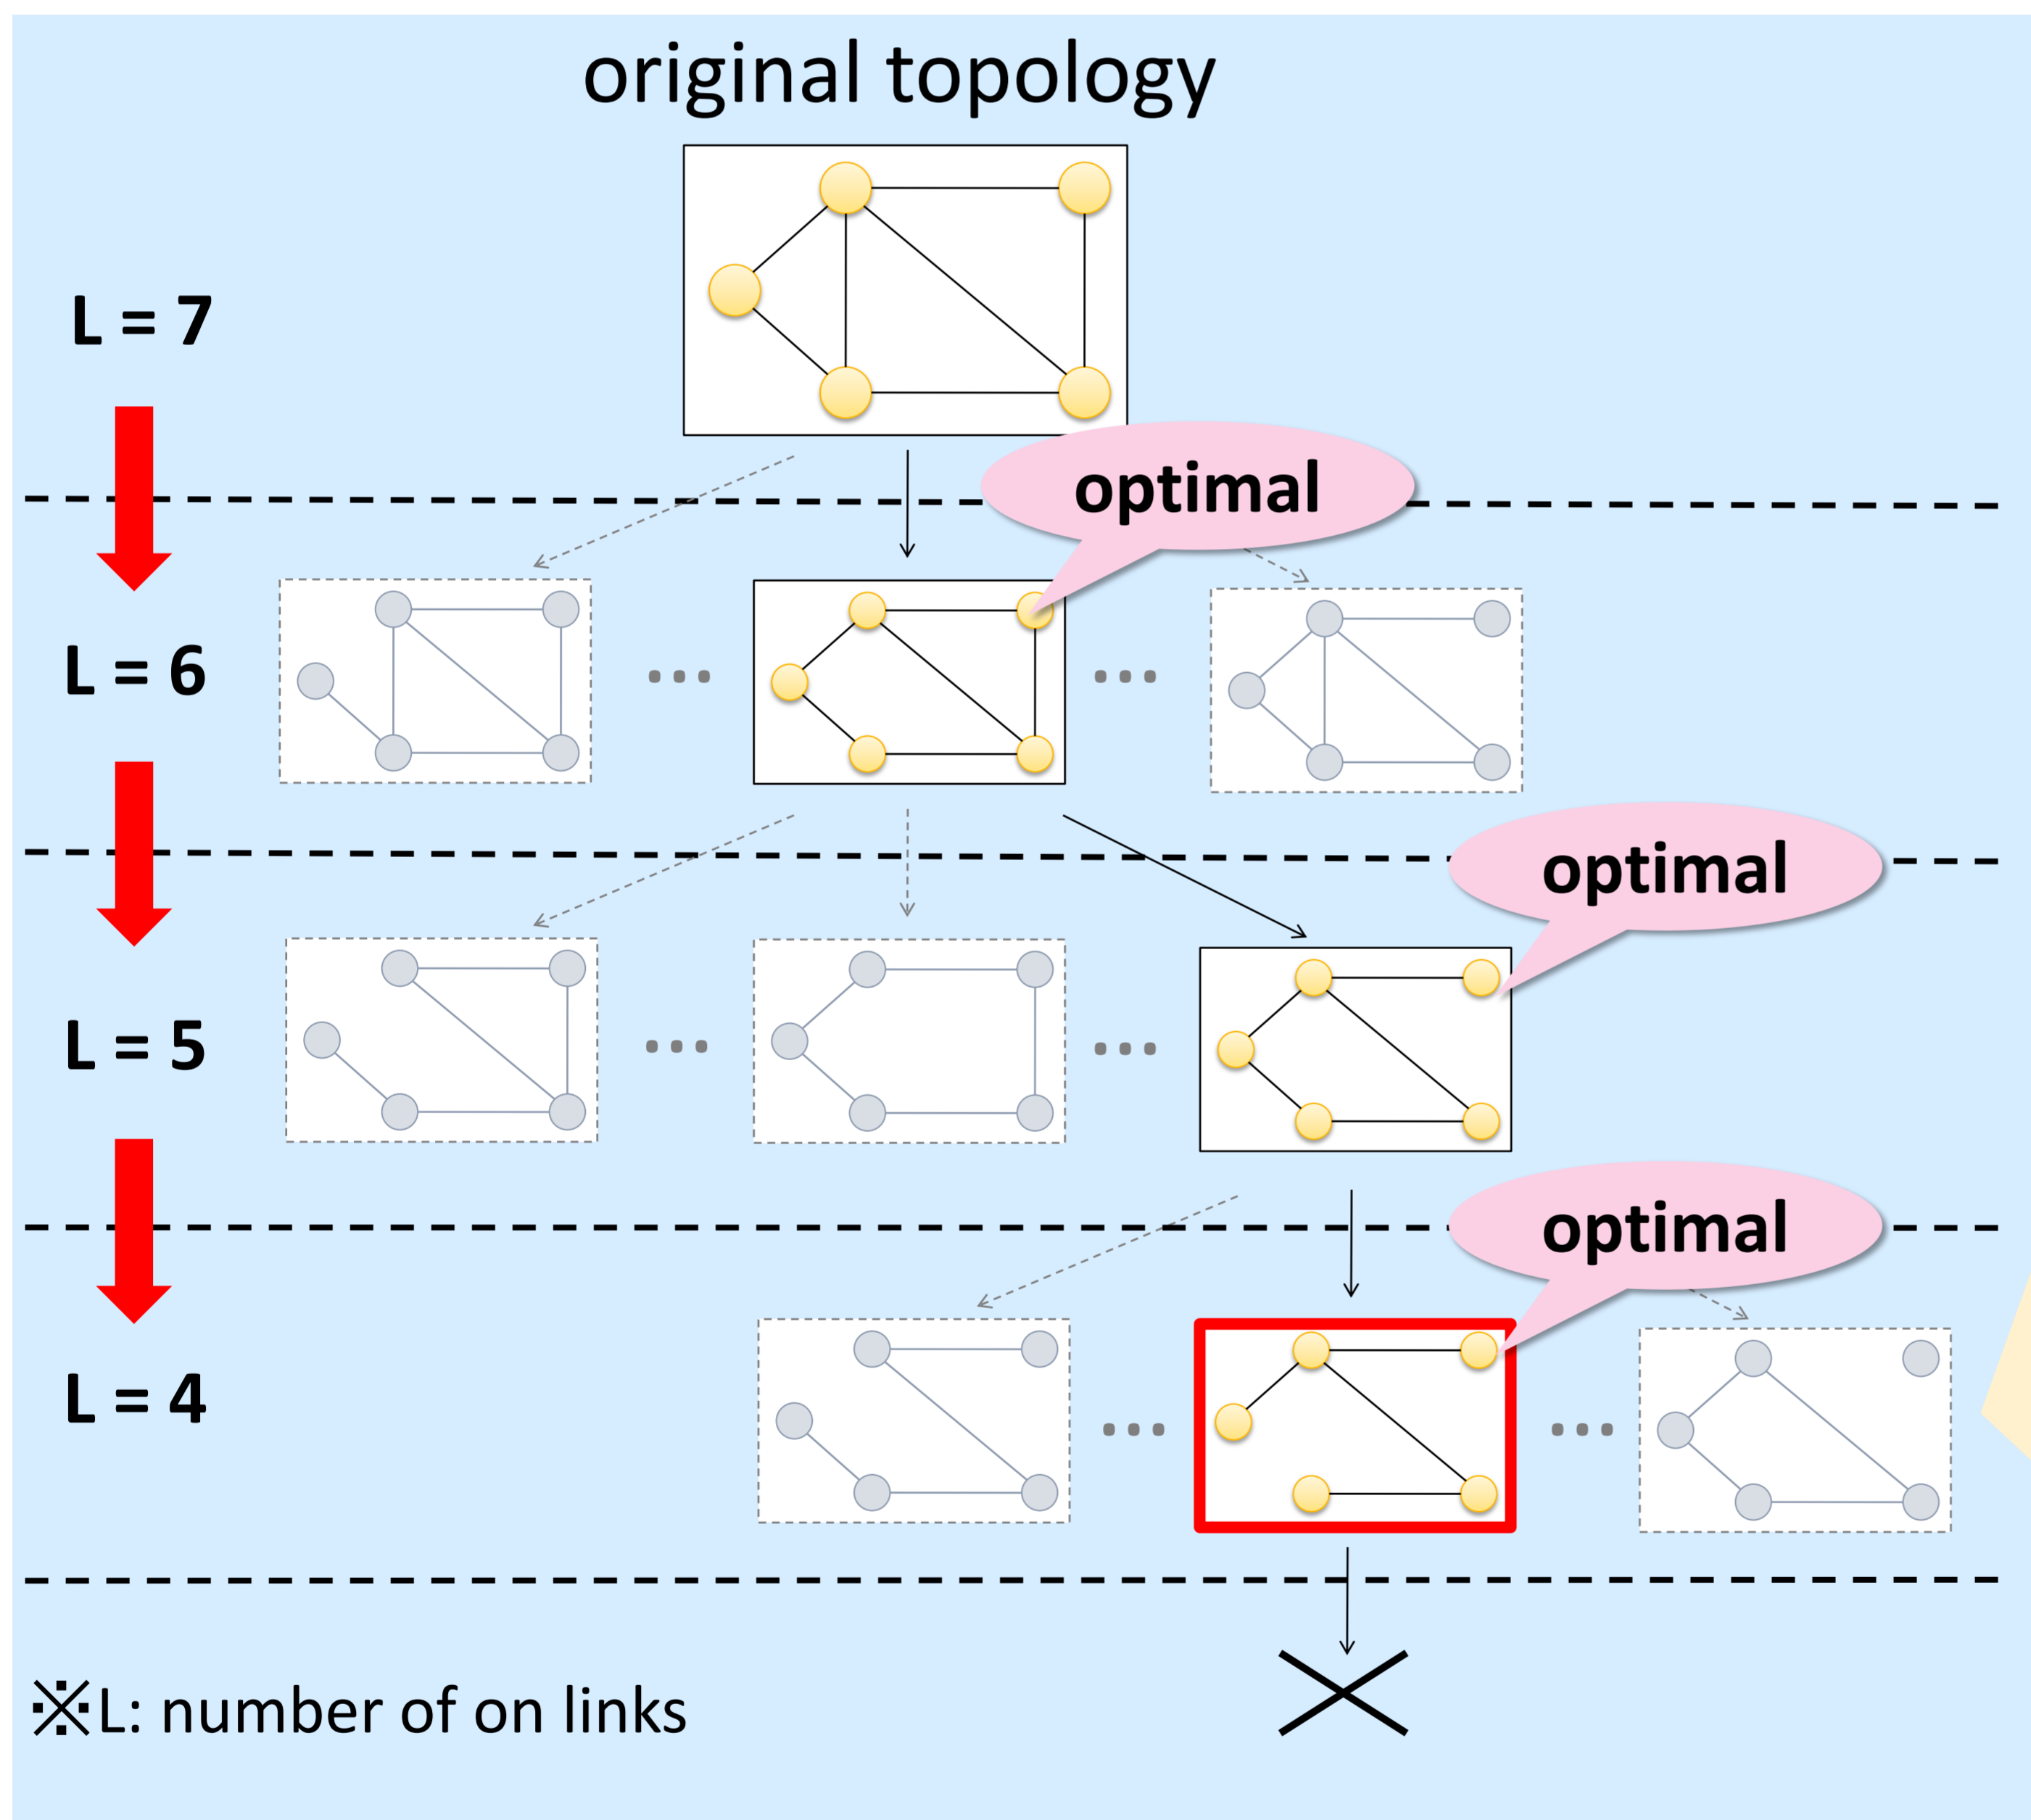 original topology
L = 7
optimal
L = 6
...
...
optimal
L = 5
...
...
optimal
L = 4
...
...
※L: number of on links